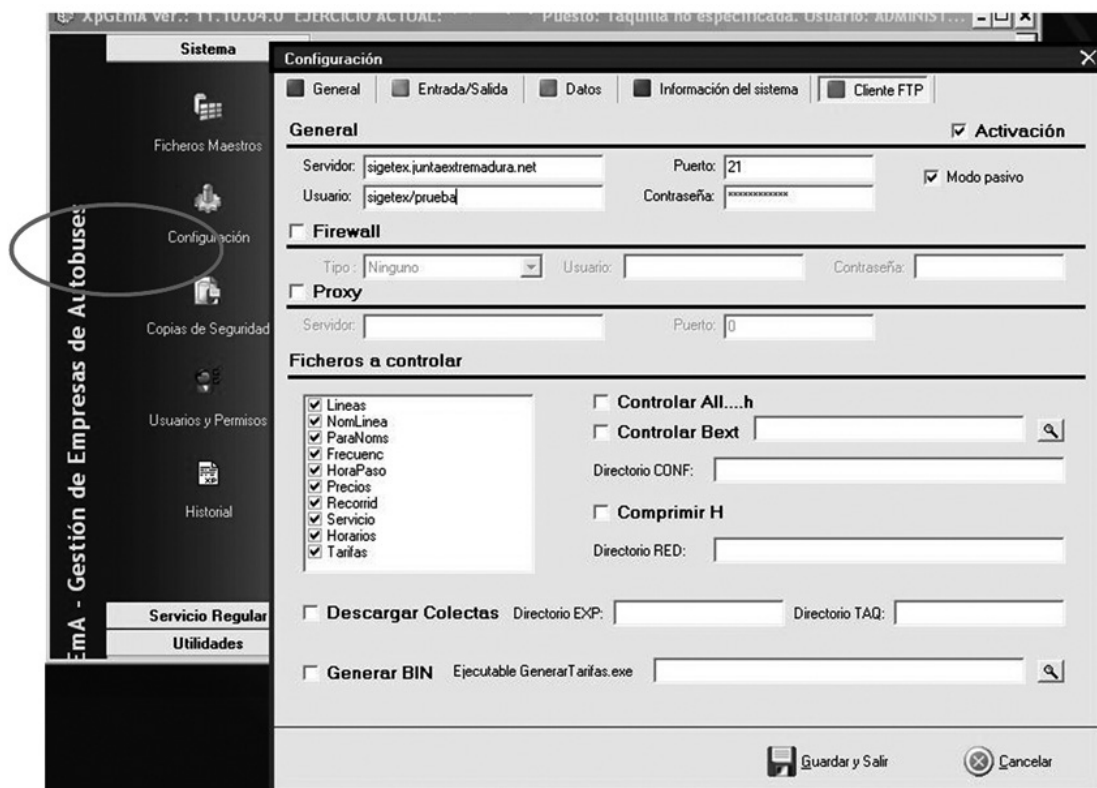 XpGEmA Ver.: 11.10.04.0 EJERCICIO ACTUAL: Puesto: Taquilla no especificada. Usuario: ADMINIST...
EmA - Gestión de Empresas de Autobuses
Sistema
Ficheros Maestros
Configuración
Copias de Seguridad
Usuarios y Permisos
Historial
Servicio Regular
Utilidades
Configuración
General Entrada/Salida Datos Información del sistema Cliente FTP
General Activación
Servidor: sigetex.juntaextremadura.net Puerto: 21 Modo pasivo
Usuario: sigetex/prueba Contraseña: ************
Firewall
Tipo: Ninguno Usuario: Contraseña:
Proxy
Servidor: Puerto: 0
Ficheros a controlar
Lineas
NomLinea
ParaNoms
Frecuenc
HoraPaso
Precios
Recorrid
Servicio
Horarios
Tarifas
Controlar All....h
Controlar Bext
Directorio CONF:
Comprimir H
Directorio RED:
Descargar Colectas Directorio EXP: Directorio TAQ:
Generar BIN Ejecutable GenerarTarifas.exe
Guardar y Salir Cancelar